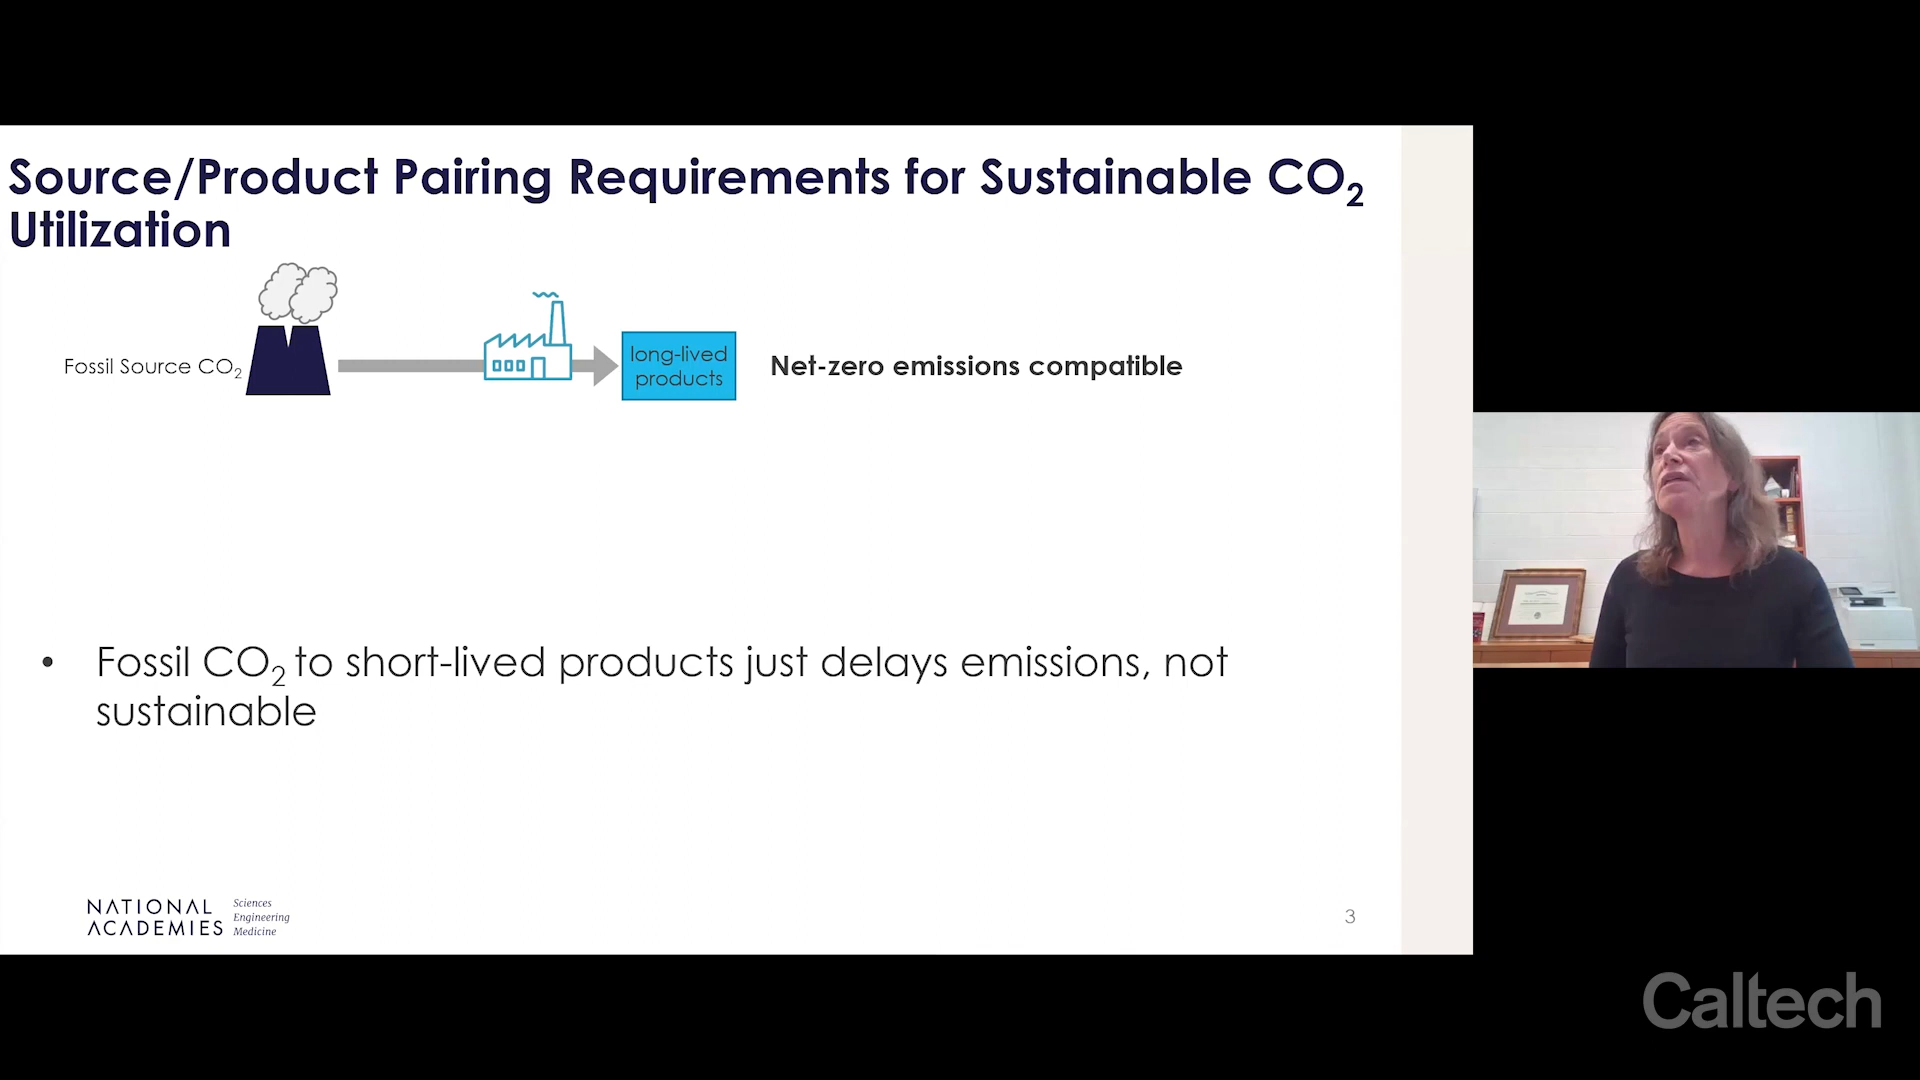 Source/Product Pairing Requirements for Sustainable CO₂
Utilization
Fossil Source CO₂
long-lived
products
Net-zero emissions compatible
• Fossil CO₂ to short-lived products just delays emissions, not
sustainable
NATIONAL
ACADEMIES
Sciences
Engineering
Medicine
3
Caltech